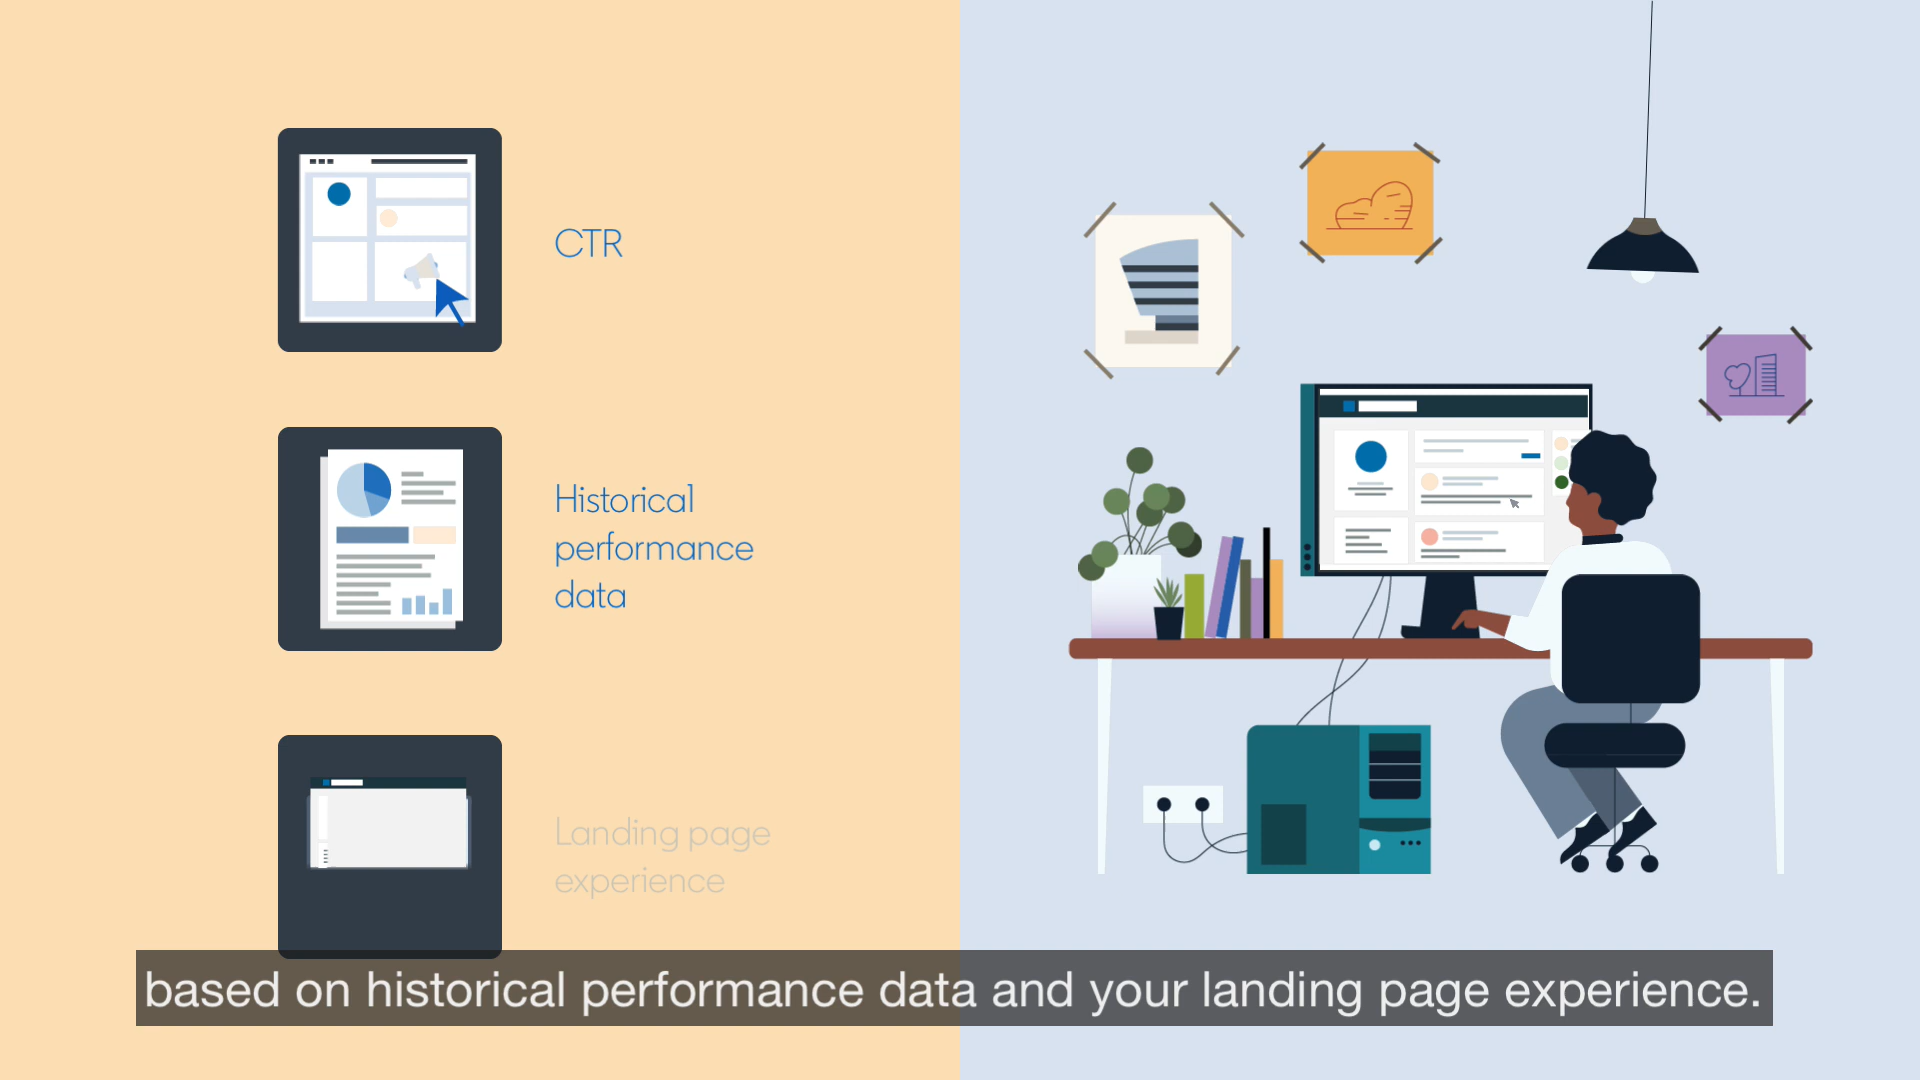 CTR
Historical
performance
data
Landing page
experience
based on historical performance data and your landing page experience.